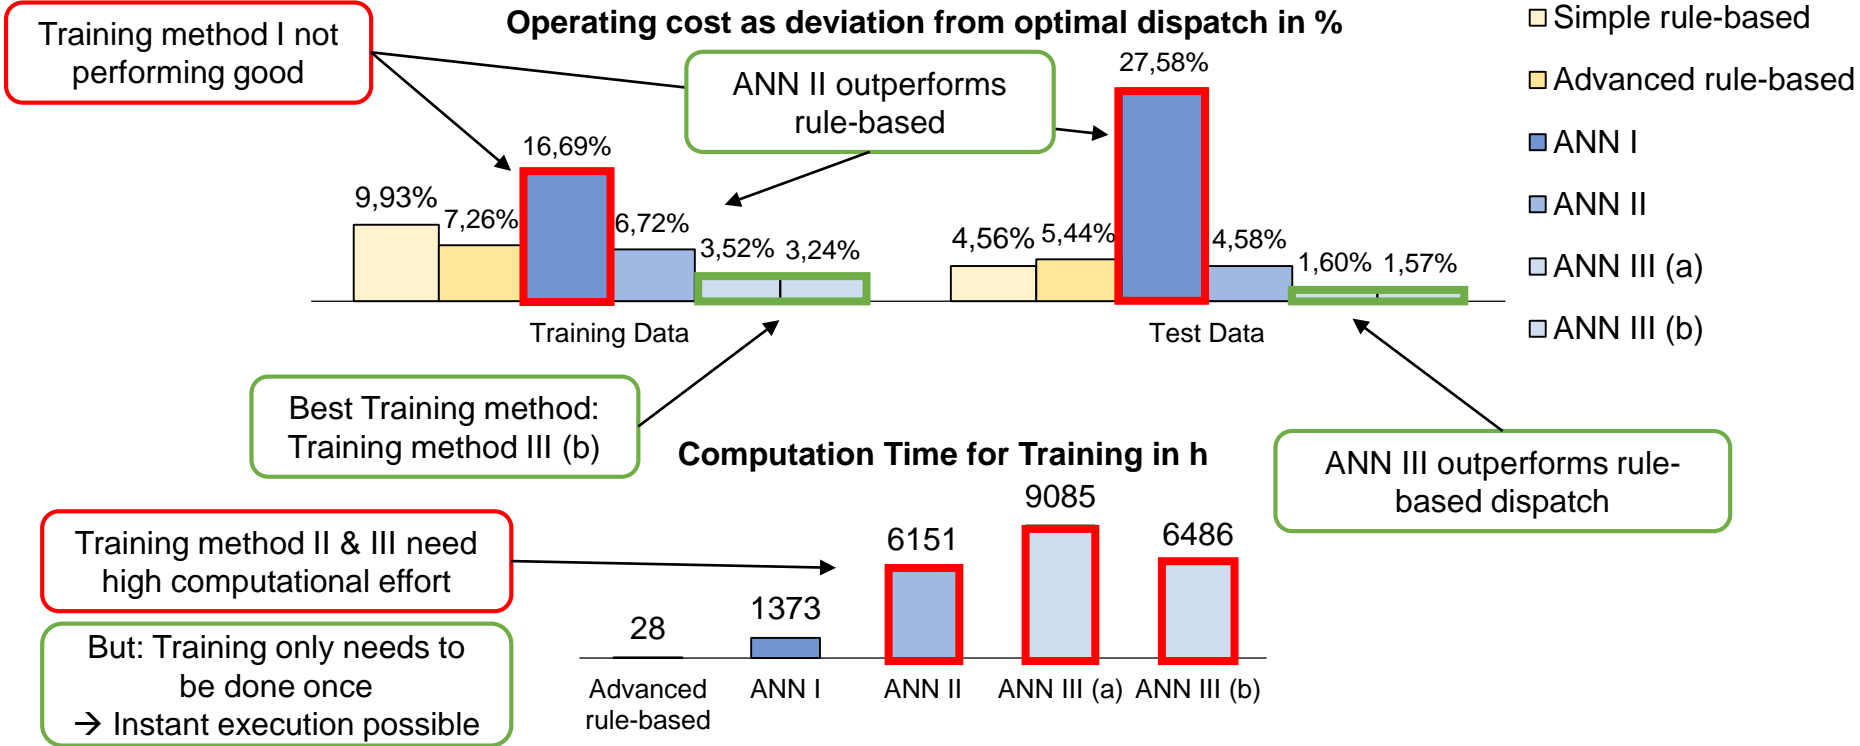 Operating cost as deviation from optimal dispatch in %
Training method I not
performing good
ANN II outperforms
rule-based
9,93%
7,26%
16,69%
6,72%
3,52%
3,24%
4,56%
5,44%
27,58%
4,58%
1,60%
1,57%
Training Data
Test Data
Simple rule-based
Advanced rule-based
ANN I
ANN II
ANN III (a)
ANN III (b)
Best Training method:
Training method III (b)
ANN III outperforms rule-
based dispatch
Computation Time for Training in h
Training method II & III need
high computational effort
But: Training only needs to
be done once
→ Instant execution possible
28
1373
6151
9085
6486
Advanced
rule-based
ANN I
ANN II
ANN III (a)
ANN III (b)